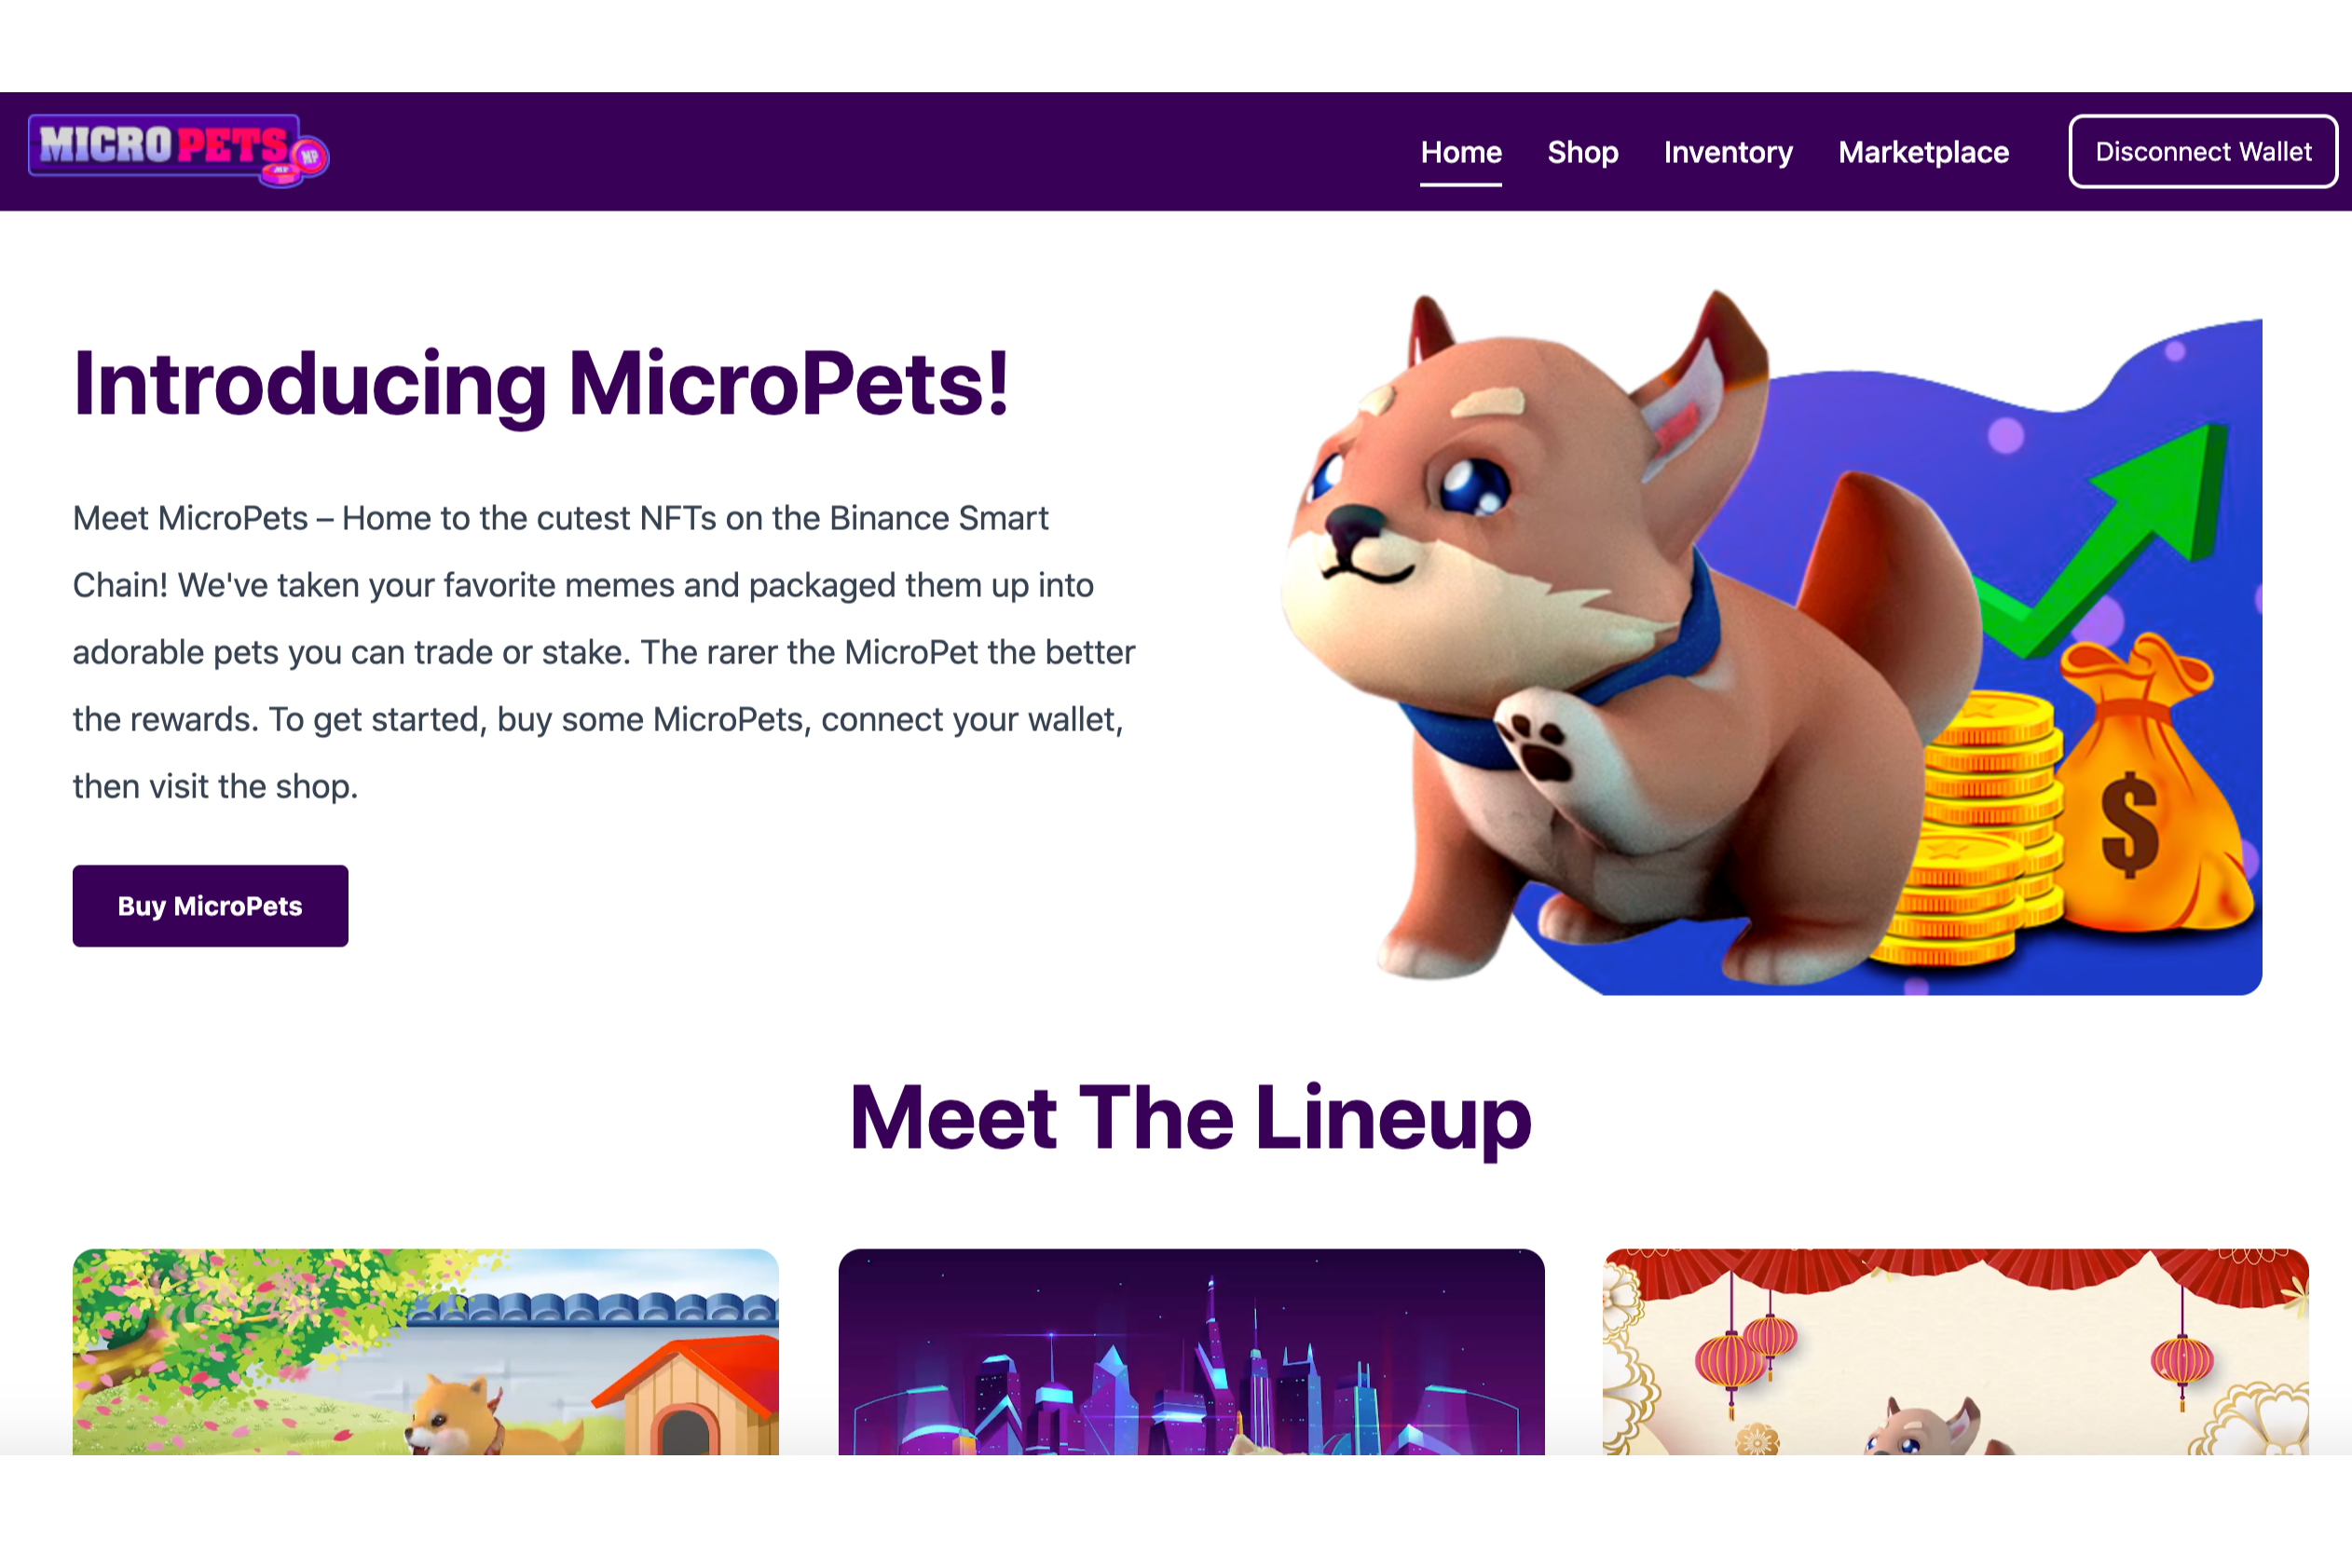 MICRO PETS
MP
MP
Home Shop Inventory Marketplace Disconnect Wallet
Introducing MicroPets!
Meet MicroPets – Home to the cutest NFTs on the Binance Smart
Chain! We've taken your favorite memes and packaged them up into
adorable pets you can trade or stake. The rarer the MicroPet the better
the rewards. To get started, buy some MicroPets, connect your wallet,
then visit the shop.
Buy MicroPets
$
Meet The Lineup